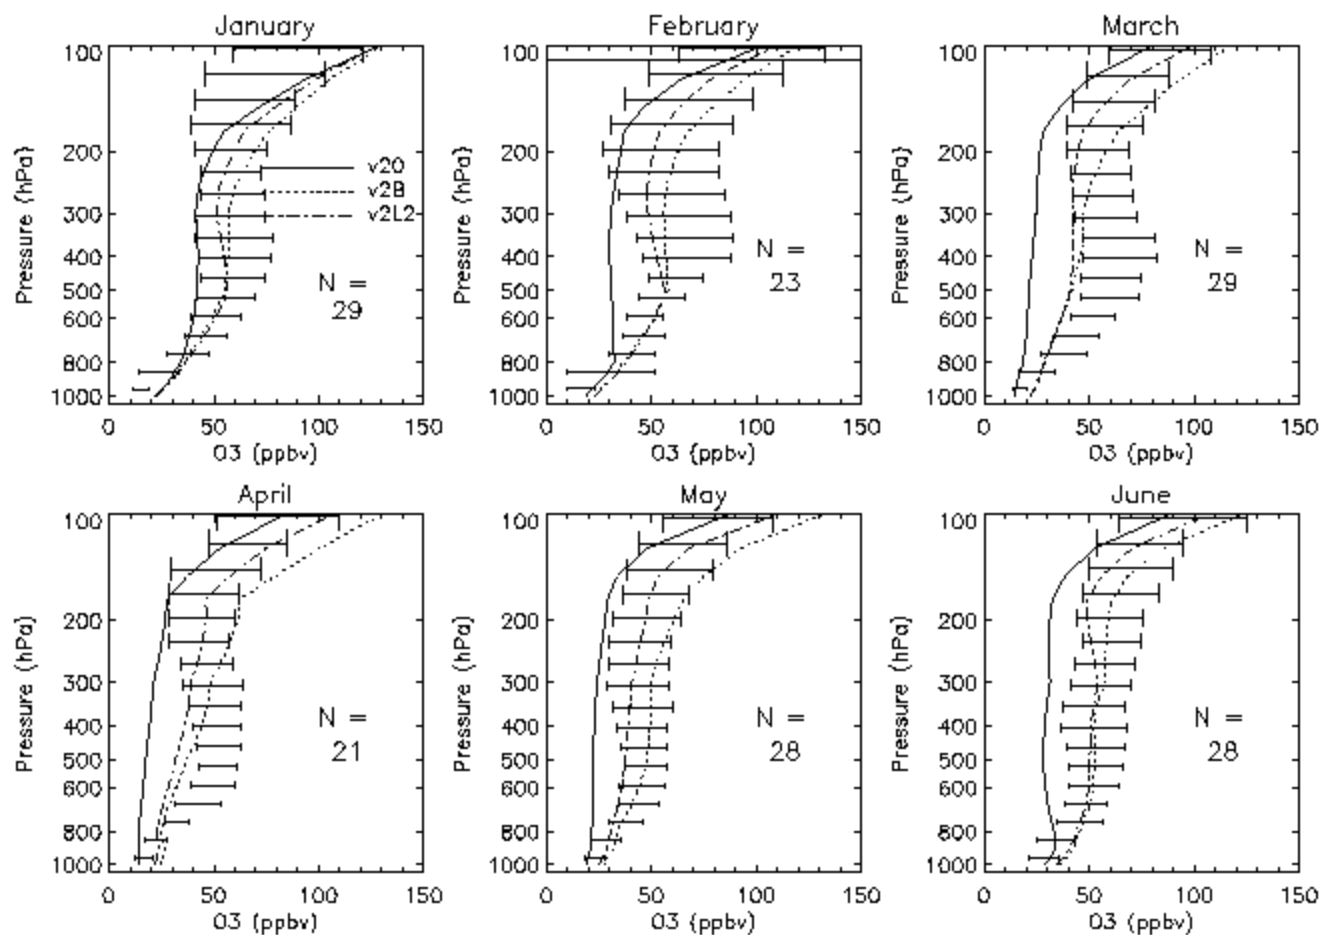 January
100
200
300
400
500
600
800
1000
Pressure (hPa)
v20
v2B
v2L2
N =
29
0 50 100 150
O3 (ppbv)
February
100
200
300
400
500
600
800
1000
Pressure (hPa)
N =
23
0 50 100 150
O3 (ppbv)
March
100
200
300
400
500
600
800
1000
Pressure (hPa)
N =
29
0 50 100 150
O3 (ppbv)
April
100
200
300
400
500
600
800
1000
Pressure (hPa)
N =
21
0 50 100 150
O3 (ppbv)
May
100
200
300
400
500
600
800
1000
Pressure (hPa)
N =
28
0 50 100 150
O3 (ppbv)
June
100
200
300
400
500
600
800
1000
Pressure (hPa)
N =
28
0 50 100 150
O3 (ppbv)